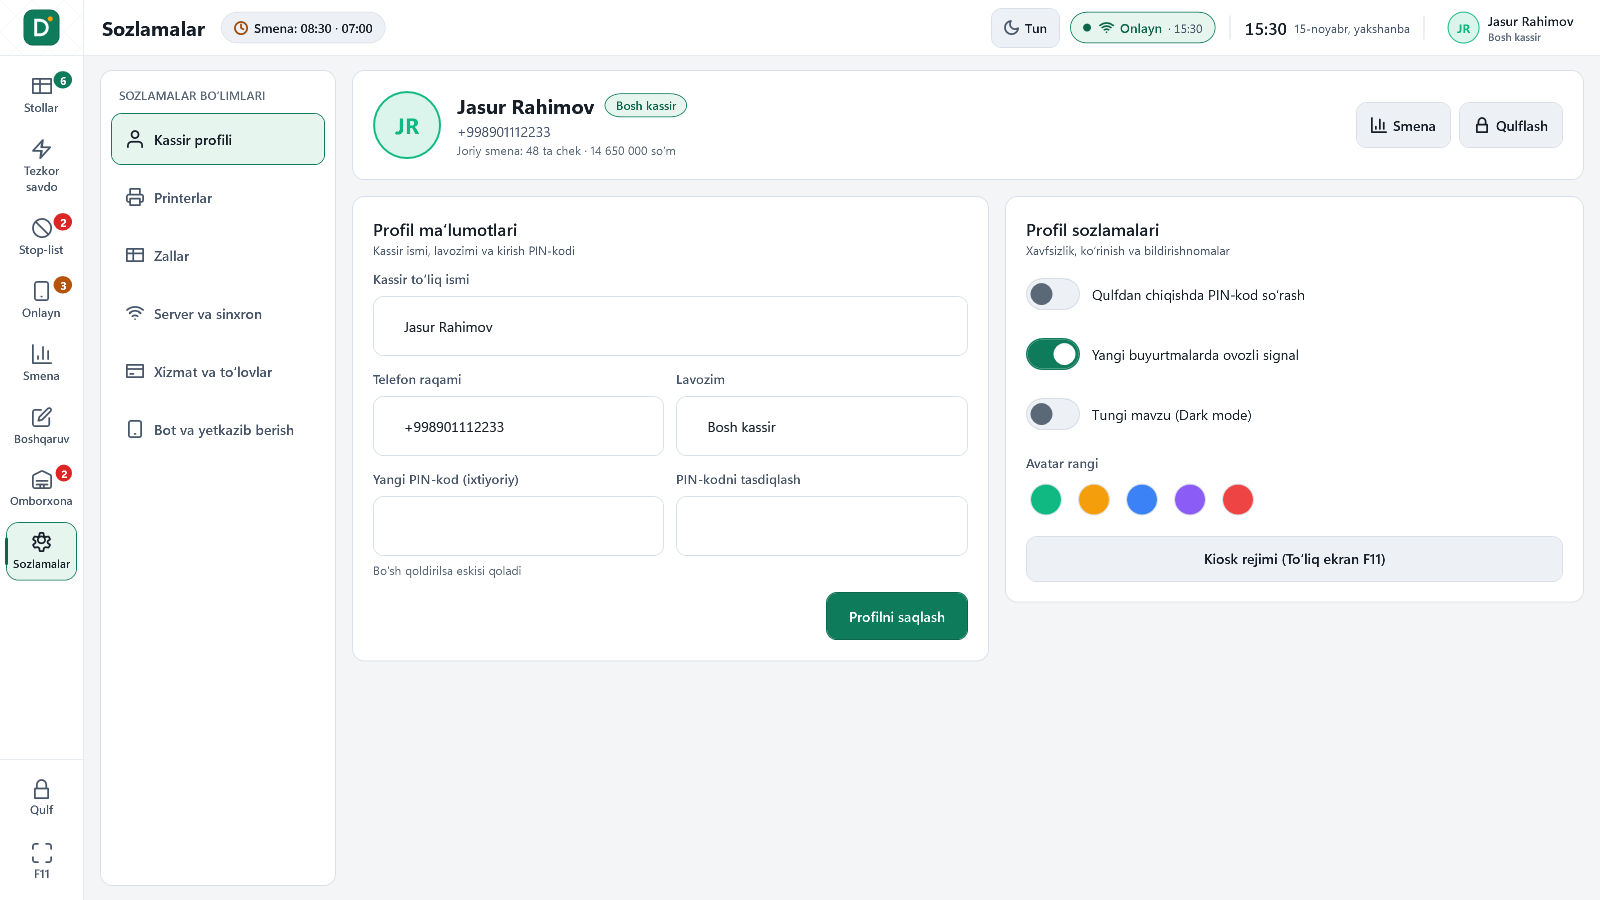 D
Sozlamalar
Smena: 08:30 · 07:00
Tun
Onlayn · 15:30
15:30
15-noyabr, yakshanba
JR
Jasur Rahimov
Bosh kassir
6
Stollar
Tezkor
savdo
2
Stop-list
3
Onlayn
Smena
Boshqaruv
2
Omborxona
Sozlamalar
Qulf
F11
SOZLAMALAR BO‘LIMLARI
Kassir profili
Printerlar
Zallar
Server va sinxron
Xizmat va to‘lovlar
Bot va yetkazib berish
JR
Jasur Rahimov
Bosh kassir
+998901112233
Joriy smena: 48 ta chek · 14 650 000 so‘m
Smena
Qulflash
Profil ma’lumotlari
Kassir ismi, lavozimi va kirish PIN-kodi
Kassir to‘liq ismi
Jasur Rahimov
Telefon raqami
Lavozim
+998901112233
Bosh kassir
Yangi PIN-kod (ixtiyoriy)
PIN-kodni tasdiqlash
Bo‘sh qoldirilsa eskisi qoladi
Profilni saqlash
Profil sozlamalari
Xavfsizlik, ko‘rinish va bildirishnomalar
Qulfdan chiqishda PIN-kod so‘rash
Yangi buyurtmalarda ovozli signal
Tungi mavzu (Dark mode)
Avatar rangi
Kiosk rejimi (To‘liq ekran F11)